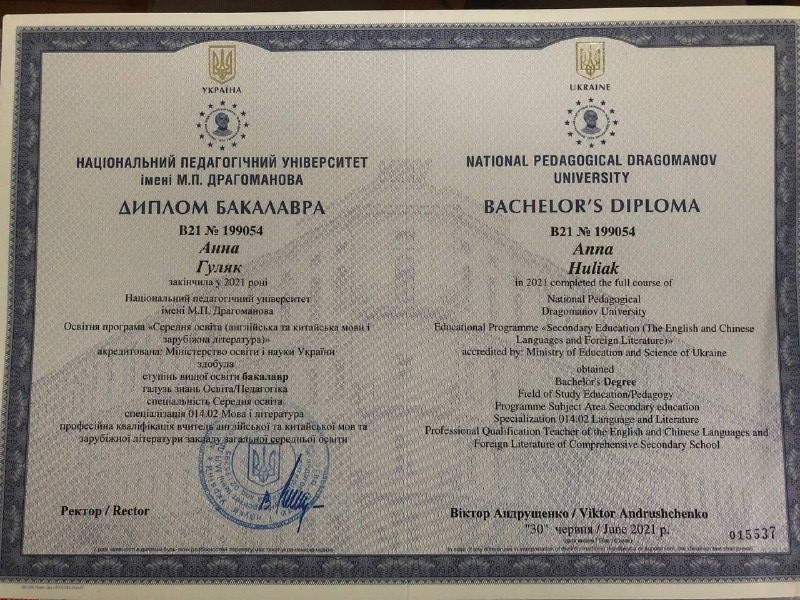 УКРАЇНА
НАЦІОНАЛЬНИЙ ПЕДАГОГІЧНИЙ УНІВЕРСИТЕТ
імені М.П. ДРАГОМАНОВА
ДИПЛОМ БАКАЛАВРА
В21 № 199054
Анна
Гуляк
закінчила у 2021 році
Національний педагогічний університет
імені М.П. Драгоманова
Освітня програма «Середня освіта (англійська та китайська мови і
зарубіжна література)»
акредитована: Міністерство освіти і науки України
здобула
ступінь вищої освіти бакалавр
галузь знань Освіта/Педагогіка
спеціальність Середня освіта
спеціалізація 014.02 Мова і література
професійна кваліфікація вчитель англійської та китайської мов та
зарубіжної літератури закладу загальної середньої освіти
Ректор / Rector
UKRAINE
NATIONAL PEDAGOGICAL DRAGOMANOV
UNIVERSITY
BACHELOR'S DIPLOMA
B21 № 199054
Anna
Huliak
in 2021 completed the full course of
National Pedagogical
Dragomanov University
Educational Programme «Secondary Education (The English and Chinese
Languages and Foreign Literature)»
accredited by: Ministry of Education and Science of Ukraine
obtained
Bachelor's Degree
Field of Study Education/Pedagogy
Programme Subject Area Secondary education
Specialization 014.02 Language and Literature
Professional Qualification Teacher of the English and Chinese Languages and
Foreign Literature of Comprehensive Secondary School
Віктор Андрущенко / Viktor Andrushchenko
"30" червня / June 2021 р.
015537